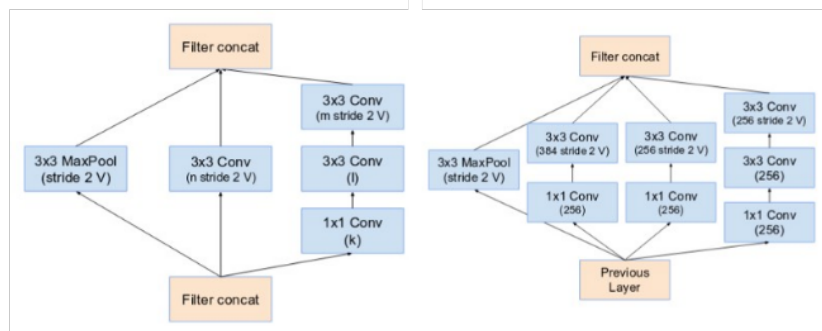 Filter concat
3x3 MaxPool
(stride 2 V)
3x3 Conv
(n stride 2 V)
3x3 Conv
(m stride 2 V)
3x3 Conv
(l)
1x1 Conv
(k)
Filter concat
Filter concat
3x3 MaxPool
(stride 2 V)
3x3 Conv
(384 stride 2 V)
1x1 Conv
(256)
3x3 Conv
(256 stride 2 V)
1x1 Conv
(256)
3x3 Conv
(256 stride 2 V)
3x3 Conv
(256)
1x1 Conv
(256)
Previous
Layer